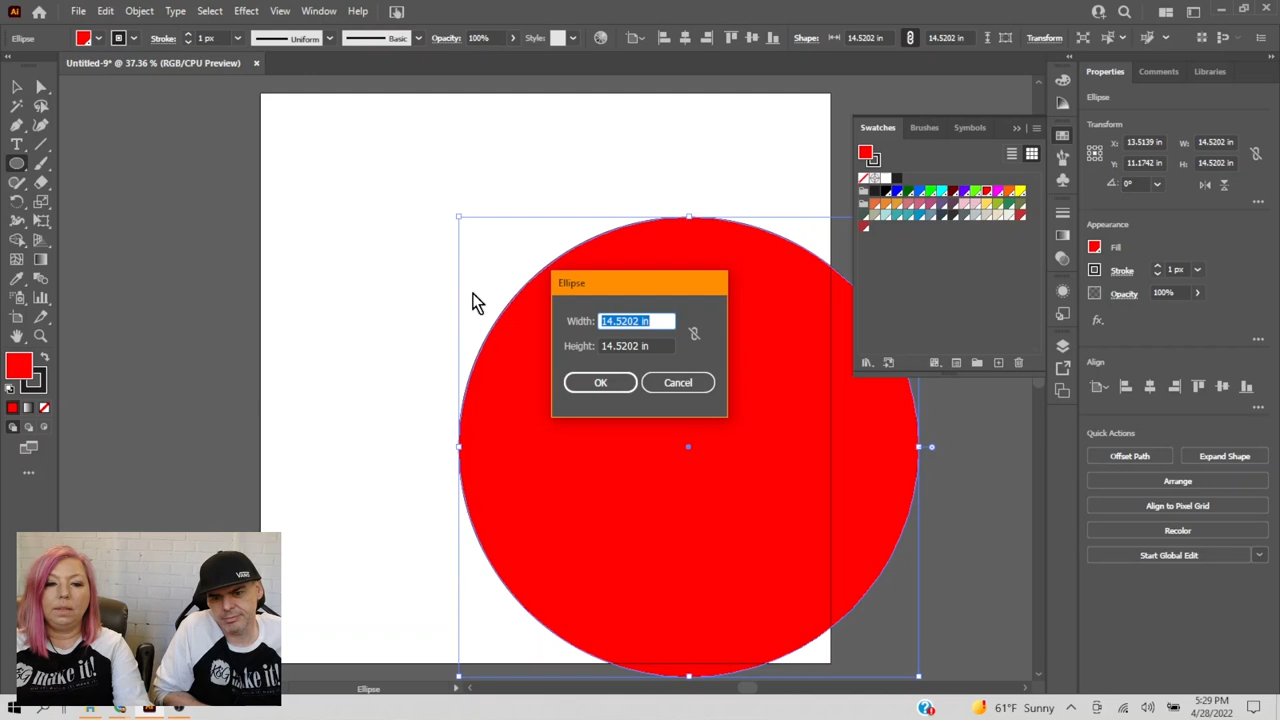 Ai File Edit Object Type Select Effect View Window Help
Ellipse Stroke: 1 px Uniform Basic Opacity: 100% Style: Shape: 14.5202 in 14.5202 in Transform
Untitled-9* @ 37.36 % (RGB/CPU Preview) ×
Properties Comments Libraries
Ellipse
Transform
X: 13.5139 in W: 14.5202 in
Y: 11.1742 in H: 14.5202 in
0°
Appearance
Fill
Stroke 1 px
Opacity 100%
fx.
Align
Quick Actions
Offset Path Expand Shape
Arrange
Align to Pixel Grid
Recolor
Start Global Edit
Swatches Brushes Symbols
Ellipse
Width: 14.5202 in
Height: 14.5202 in
OK Cancel
VANS
make it!
make it!
Ellipse
61°F Sunny
5:29 PM
4/28/2022